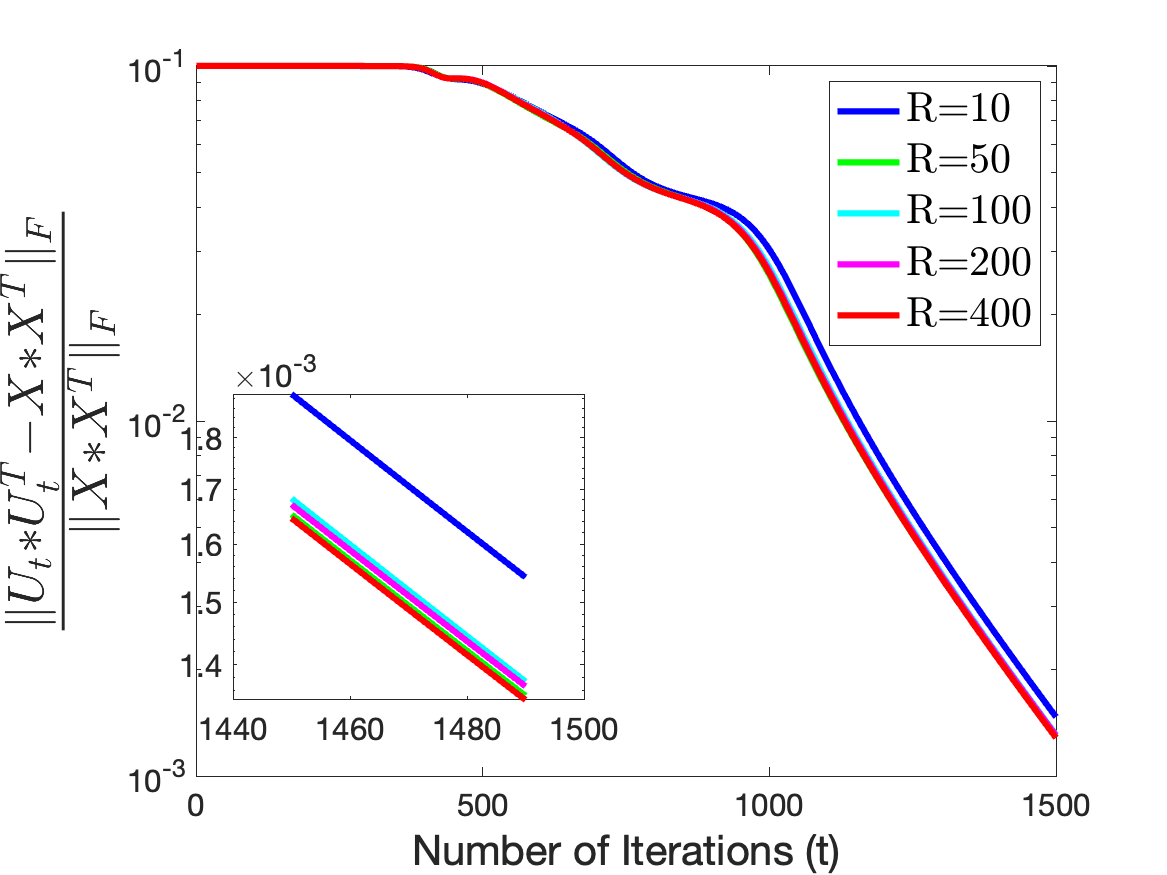 ||U_t*U_t^T−X*X^T||_F
||X*X^T||_F
10^-1
10^-2
10^-3
0
500
1000
1500
Number of Iterations (t)
R=10
R=50
R=100
R=200
R=400
×10^-3
1.8
1.7
1.6
1.5
1.4
1440
1460
1480
1500